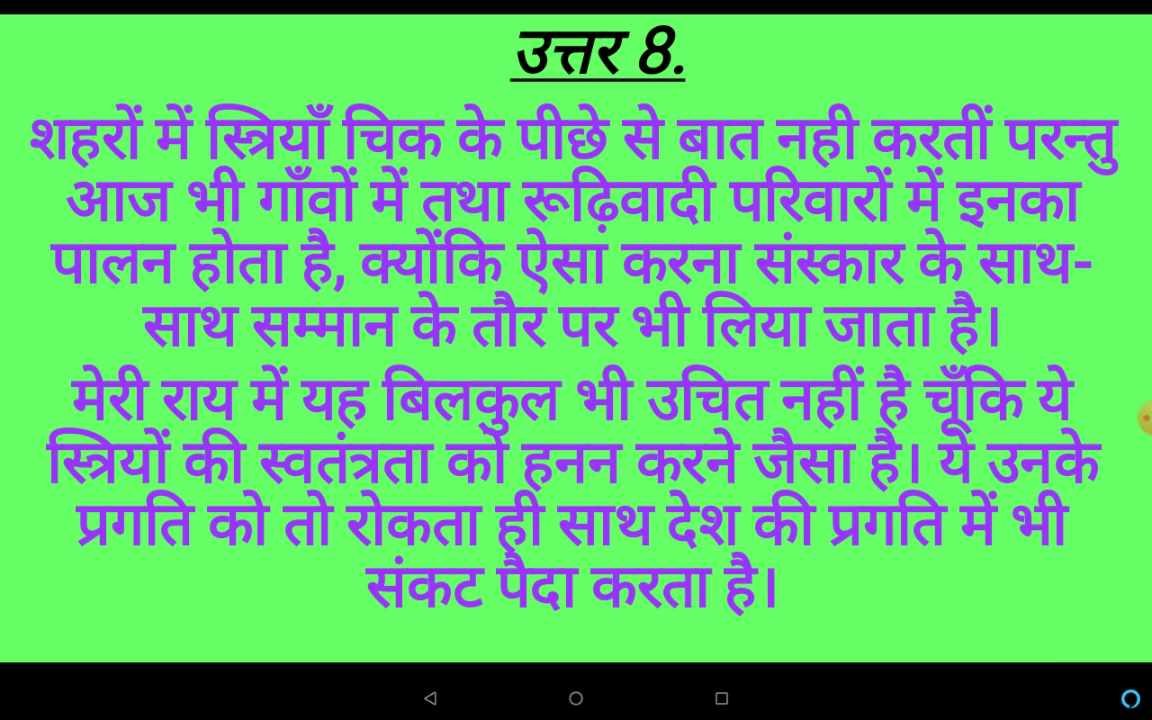 उत्तर 8.
शहरों में स्त्रियाँ चिक के पीछे से बात नही करतीं परन्तु
आज भी गाँवों में तथा रूढ़िवादी परिवारों में इनका
पालन होता है, क्योंकि ऐसा करना संस्कार के साथ-
साथ सम्मान के तौर पर भी लिया जाता है।
मेरी राय में यह बिलकुल भी उचित नहीं है चूँकि ये
स्त्रियों की स्वतंत्रता को हनन करने जैसा है। ये उनके
प्रगति को तो रोकता ही साथ देश की प्रगति में भी
संकट पैदा करता है।